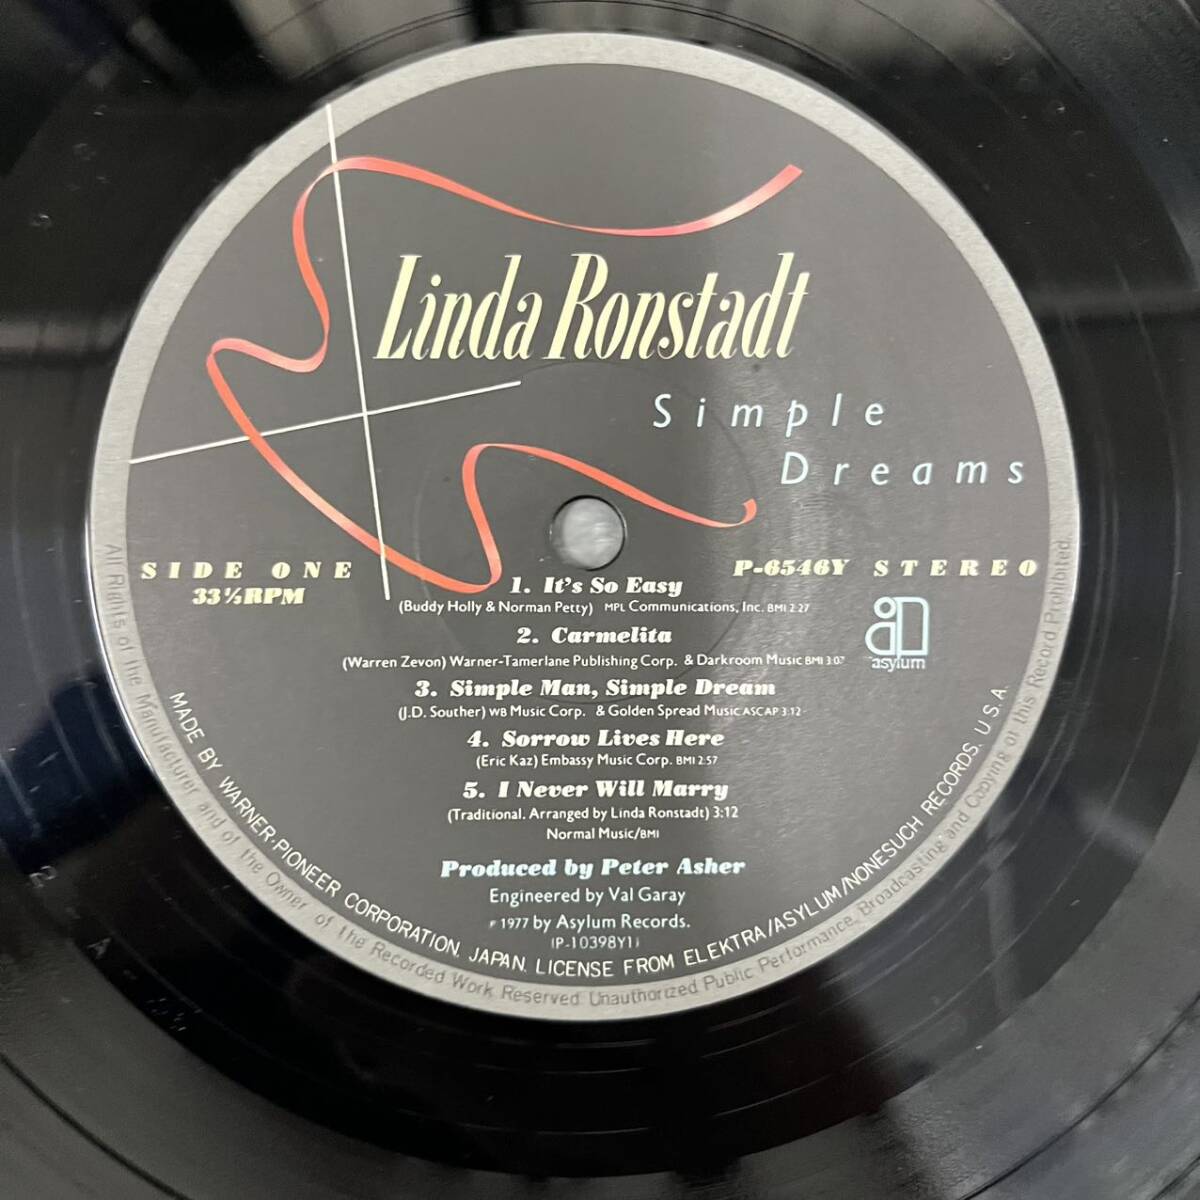 Linda Ronstadt
Simple
Dreams
SIDE ONE
33⅓RPM
P-6546Y STEREO
asylum
1. It's So Easy
(Buddy Holly & Norman Petty) MPL Communications, Inc. BMI 2:27
2. Carmelita
(Warren Zevon) Warner-Tamerlane Publishing Corp. & Darkroom Music BMI 3:07
3. Simple Man, Simple Dream
(J.D. Souther) WB Music Corp. & Golden Spread Music ASCAP 3:12
4. Sorrow Lives Here
(Eric Kaz) Embassy Music Corp. BMI 2:57
5. I Never Will Marry
(Traditional. Arranged by Linda Ronstadt) 3:12
Normal Music/BMI
Produced by Peter Asher
Engineered by Val Garay
℗ 1977 by Asylum Records.
(P-10398Y1)
MADE BY WARNER-PIONEER CORPORATION, JAPAN. LICENSE FROM ELEKTRA/ASYLUM/NONESUCH RECORDS. U.S.A.
All Rights of the Manufacturer and of the Owner of the Recorded Work Reserved Unauthorized Public Performance, Broadcasting and Copying of this Record Prohibited.